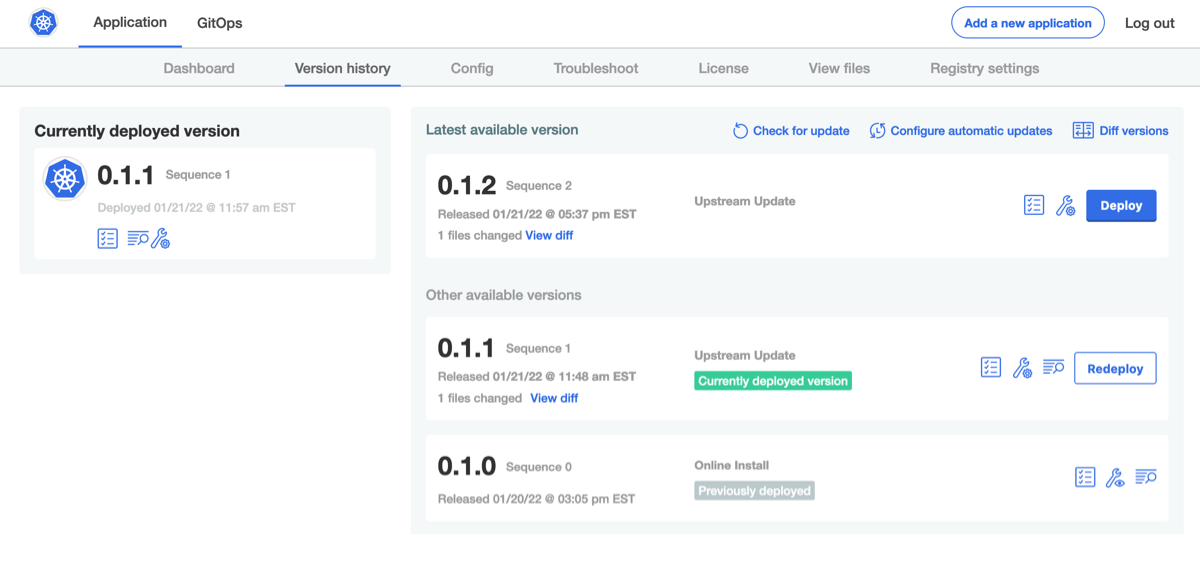 Application GitOps Add a new application Log out
Dashboard Version history Config Troubleshoot License View files Registry settings
Currently deployed version
0.1.1 Sequence 1
Deployed 01/21/22 @ 11:57 am EST
Latest available version Check for update Configure automatic updates Diff versions
0.1.2 Sequence 2
Released 01/21/22 @ 05:37 pm EST
1 files changed View diff
Upstream Update
Deploy
Other available versions
0.1.1 Sequence 1
Released 01/21/22 @ 11:48 am EST
1 files changed View diff
Upstream Update
Currently deployed version
Redeploy
0.1.0 Sequence 0
Released 01/20/22 @ 03:05 pm EST
Online Install
Previously deployed